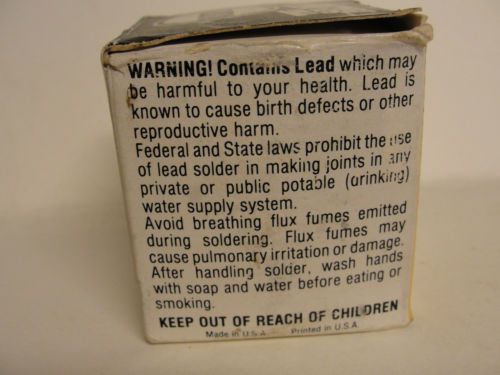 WARNING! Contains Lead which may
be harmful to your health. Lead is
known to cause birth defects or other
reproductive harm.
Federal and State laws prohibit the use
of lead solder in making joints in any
private or public potable (drinking)
water supply system.
Avoid breathing flux fumes emitted
during soldering. Flux fumes may
cause pulmonary irritation or damage.
After handling solder, wash hands
with soap and water before eating or
smoking.
KEEP OUT OF REACH OF CHILDREN
Made in U.S.A. Printed in U.S.A.